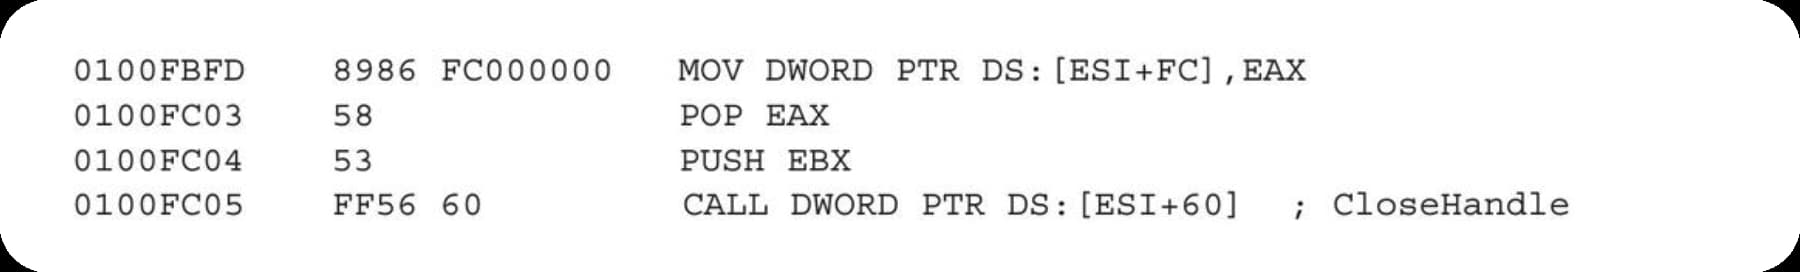 0100FBFD 8986 FC000000 MOV DWORD PTR DS:[ESI+FC],EAX
0100FC03 58 POP EAX
0100FC04 53 PUSH EBX
0100FC05 FF56 60 CALL DWORD PTR DS:[ESI+60] ; CloseHandle